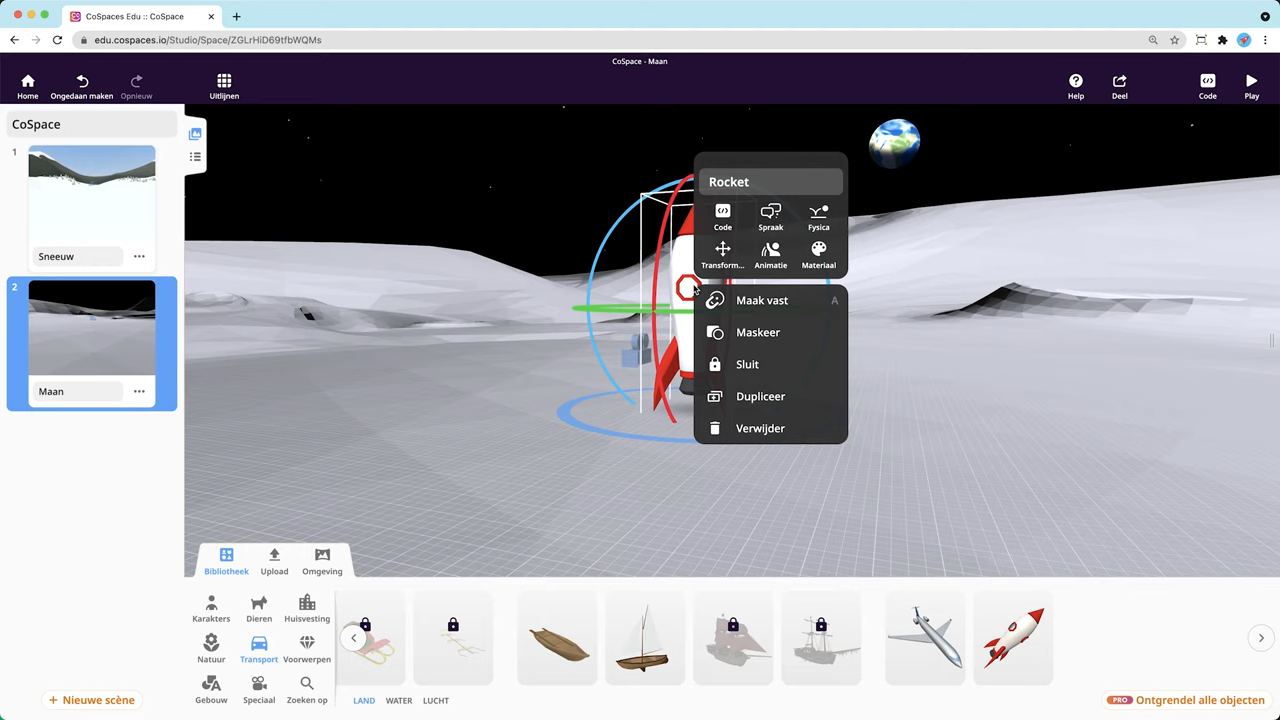 CoSpaces Edu :: CoSpace
edu.cospaces.io/Studio/Space/ZGLrHiD69tfbWQMs
CoSpace - Maan
Home
Ongedaan maken
Opnieuw
Uitlijnen
Help
Deel
Code
Play
CoSpace
1
Sneeuw
2
Maan
Rocket
Code
Spraak
Fysica
Transform...
Animatie
Materiaal
Maak vast A
Maskeer
Sluit
Dupliceer
Verwijder
Bibliotheek
Upload
Omgeving
Karakters
Dieren
Huisvesting
Natuur
Transport
Voorwerpen
Gebouw
Speciaal
Zoeken op
LAND
WATER
LUCHT
+ Nieuwe scène
PRO Ontgrendel alle objecten